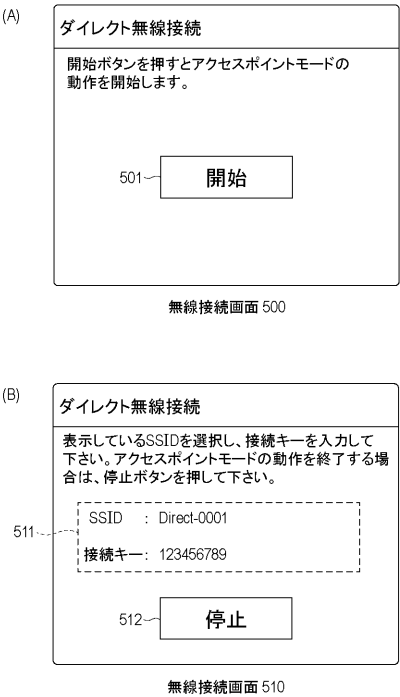 (A)
ダイレクト無線接続
開始ボタンを押すとアクセスポイントモードの
動作を開始します。
501
開始
無線接続画面 500
(B)
ダイレクト無線接続
表示しているSSIDを選択し、接続キーを入力して
下さい。アクセスポイントモードの動作を終了する場
合は、停止ボタンを押して下さい。
511
SSID : Direct-0001
接続キー: 123456789
512
停止
無線接続画面 510